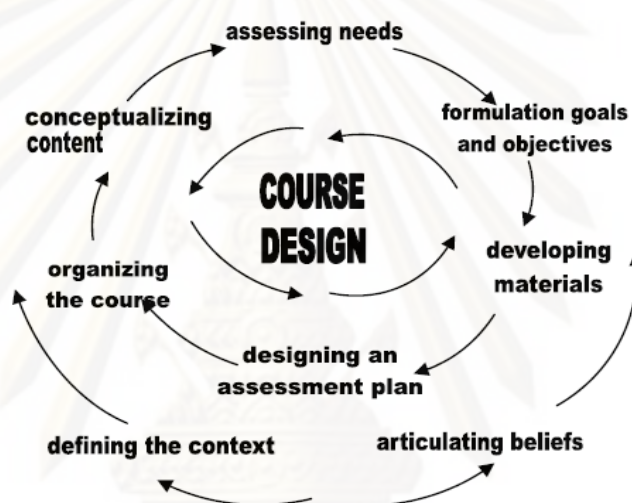 assessing needs
conceptualizing
content
formulation goals
and objectives
COURSE
DESIGN
organizing
the course
developing
materials
designing an
assessment plan
defining the context
articulating beliefs